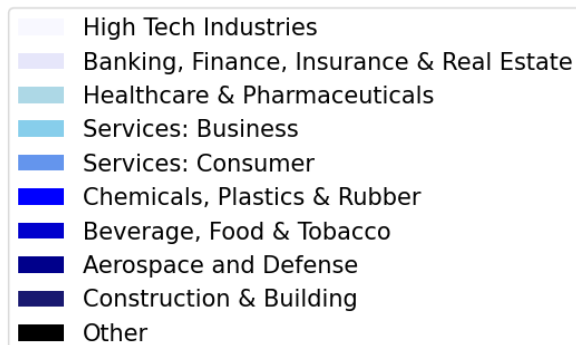 High Tech Industries
Banking, Finance, Insurance & Real Estate
Healthcare & Pharmaceuticals
Services: Business
Services: Consumer
Chemicals, Plastics & Rubber
Beverage, Food & Tobacco
Aerospace and Defense
Construction & Building
Other